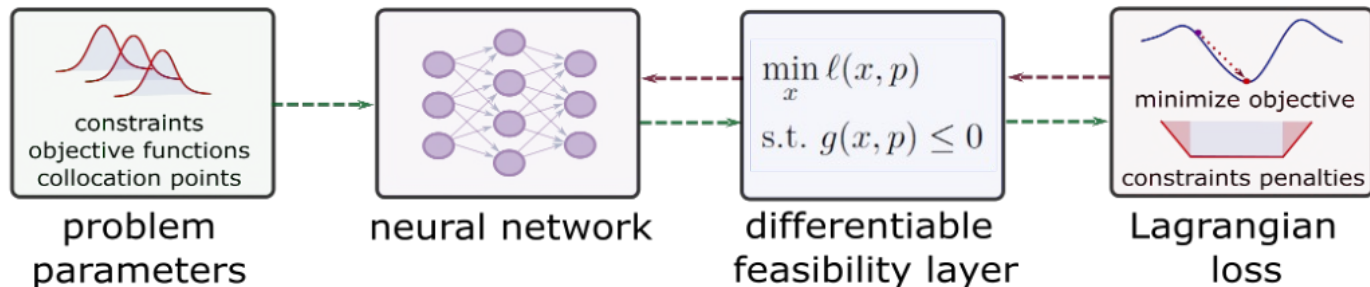 constraints
objective functions
collocation points
problem
parameters
neural network
min ℓ(x, p)
x
s.t. g(x, p) ≤ 0
differentiable
feasibility layer
minimize objective
constraints penalties
Lagrangian
loss